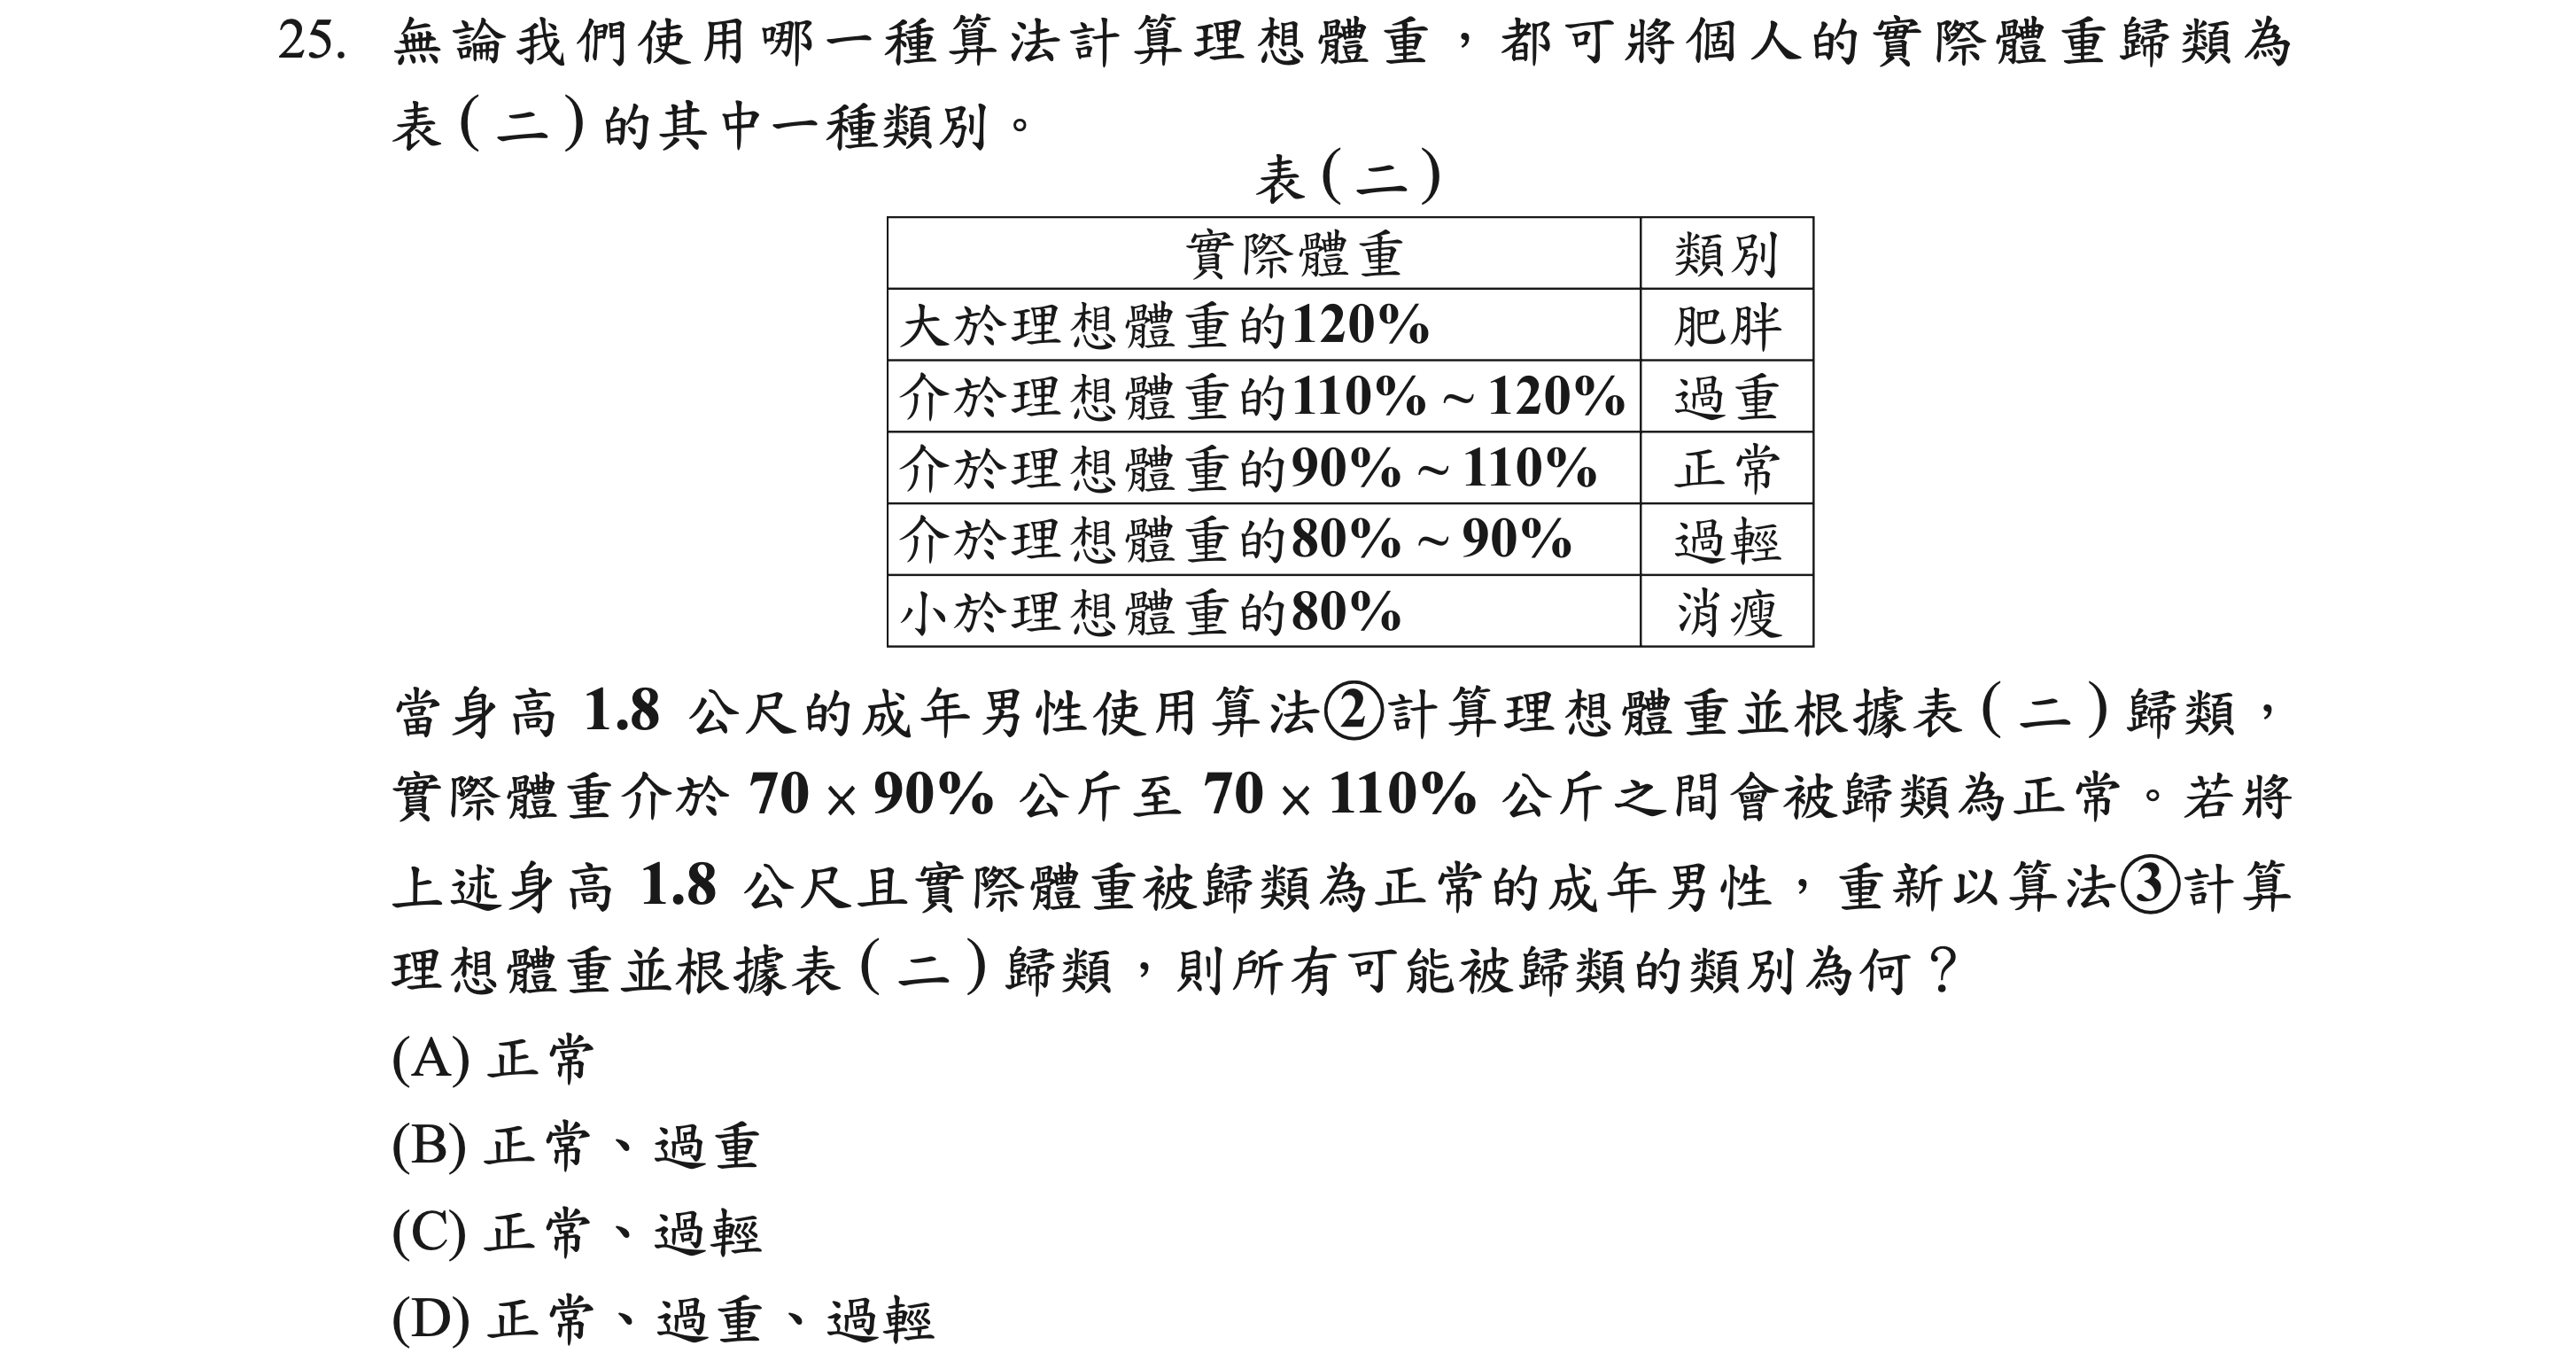 25. 無論我們使用哪一種算法計算理想體重，都可將個人的實際體重歸類為
表(二)的其中一種類別。
表(二)
實際體重 類別
大於理想體重的120% 肥胖
介於理想體重的110% ~ 120% 過重
介於理想體重的90% ~ 110% 正常
介於理想體重的80% ~ 90% 過輕
小於理想體重的80% 消瘦
當身高 1.8 公尺的成年男性使用算法②計算理想體重並根據表(二)歸類，
實際體重介於 70 × 90% 公斤至 70 × 110% 公斤之間會被歸類為正常。若將
上述身高 1.8 公尺且實際體重被歸類為正常的成年男性，重新以算法③計算
理想體重並根據表(二)歸類，則所有可能被歸類的類別為何？
(A) 正常
(B) 正常、過重
(C) 正常、過輕
(D) 正常、過重、過輕